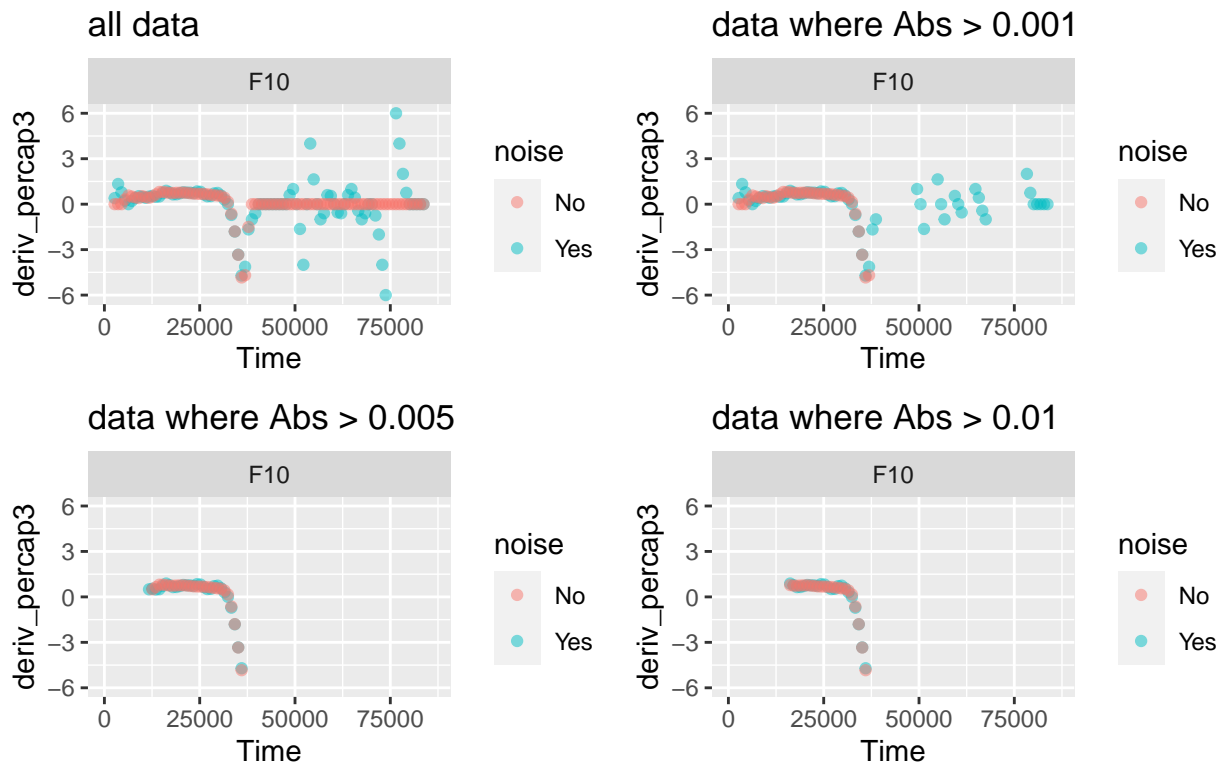 all data
F10
deriv_percap3
6
3
0
−3
−6
0
25000
50000
75000
Time
noise
No
Yes
data where Abs > 0.001
F10
deriv_percap3
6
3
0
−3
−6
0
25000
50000
75000
Time
noise
No
Yes
data where Abs > 0.005
F10
deriv_percap3
6
3
0
−3
−6
0
25000
50000
75000
Time
noise
No
Yes
data where Abs > 0.01
F10
deriv_percap3
6
3
0
−3
−6
0
25000
50000
75000
Time
noise
No
Yes